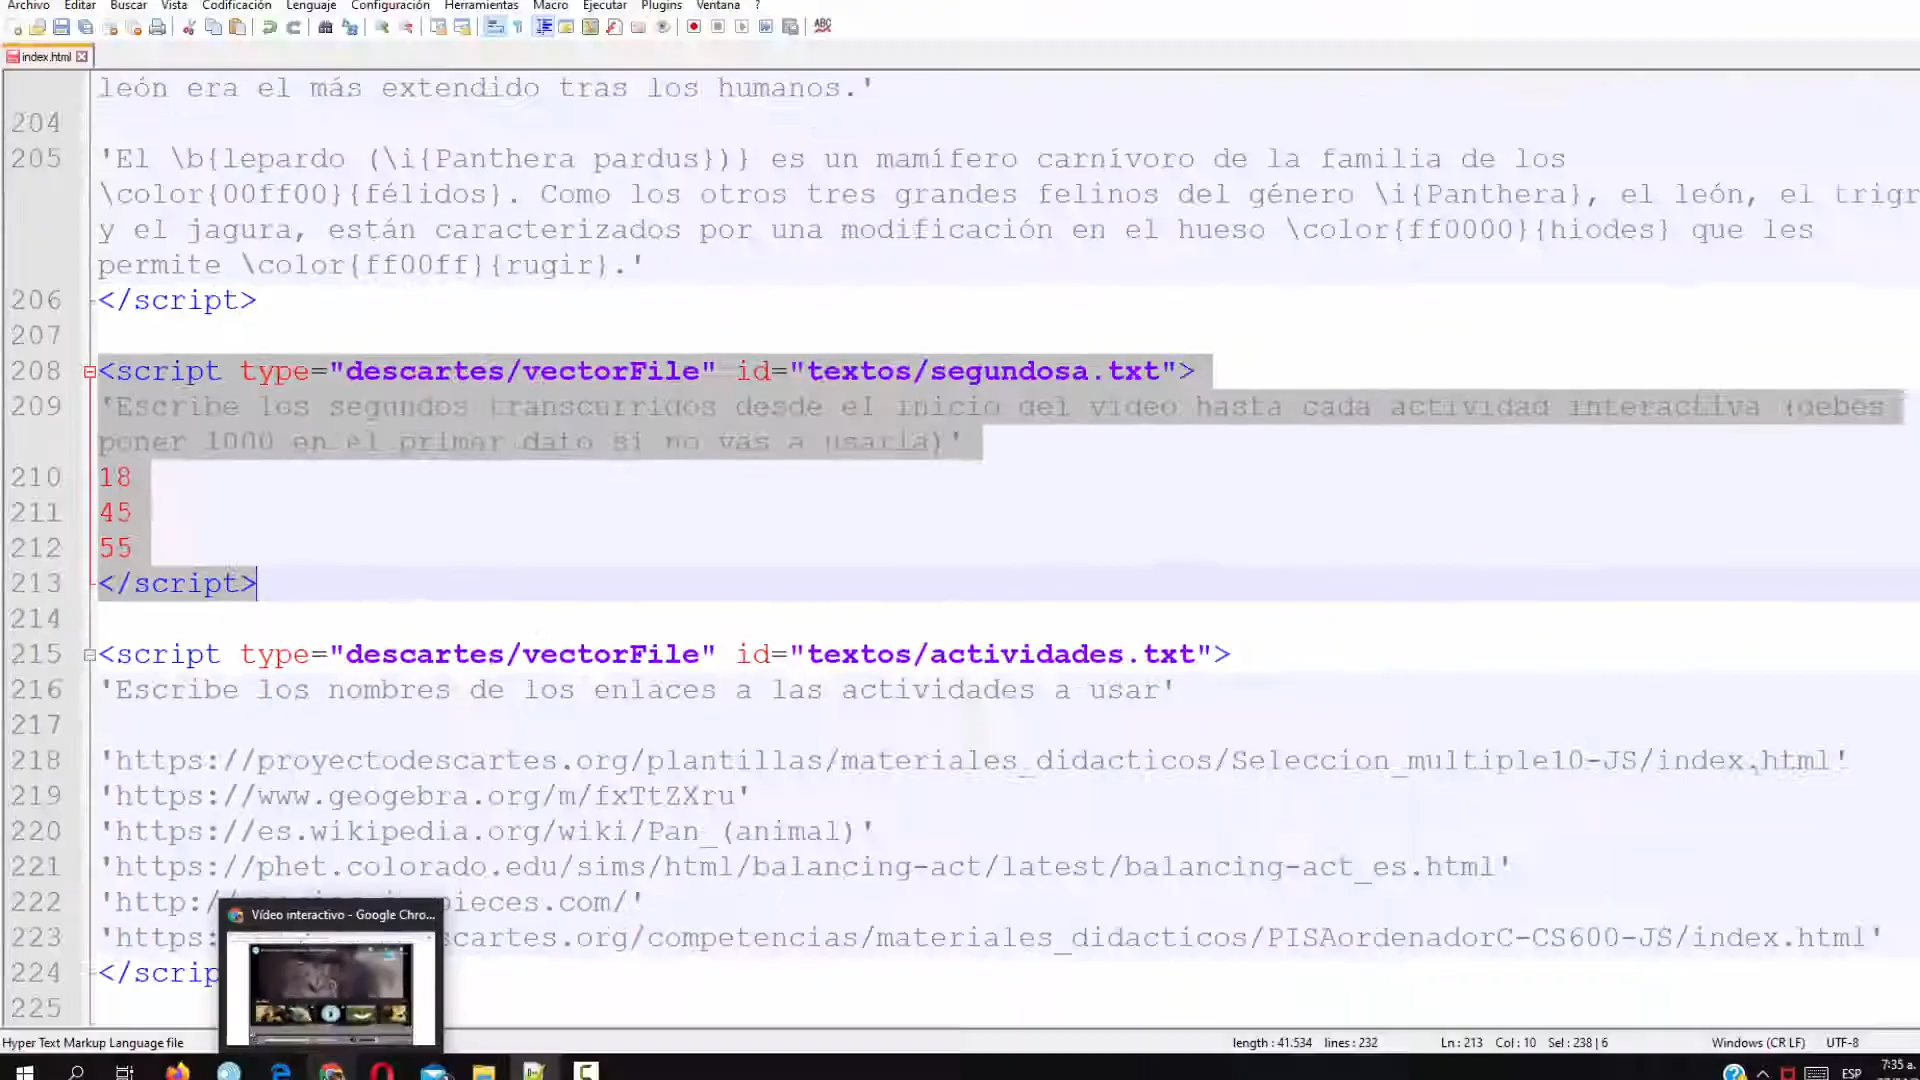 Archivo Editar Buscar Vista Codificación Lenguaje Configuración Herramientas Macro Ejecutar Plugins Ventana ?
ABC
index.html
león era el más extendido tras los humanos.'
204
205 'El \b{lepardo (\i{Panthera pardus})} es un mamífero carnívoro de la familia de los
\color{00ff00}{félidos}. Como los otros tres grandes felinos del género \i{Panthera}, el león, el trigr
y el jagura, están caracterizados por una modificación en el hueso \color{ff0000}{hiodes} que les
permite \color{ff00ff}{rugir}.'
206 </script>
207
208 <script type="descartes/vectorFile" id="textos/segundosa.txt">
209 'Escribe los segundos transcurridos desde el inicio del video hasta cada actividad interactiva (debes
poner 1000 en el primer dato si no vas a usarla)'
210 18
211 45
212 55
213 </script>
214
215 <script type="descartes/vectorFile" id="textos/actividades.txt">
216 'Escribe los nombres de los enlaces a las actividades a usar'
217
218 'https://proyectodescartes.org/plantillas/materiales_didacticos/Seleccion_multiple10-JS/index.html'
219 'https://www.geogebra.org/m/fxTtZXru'
220 'https://es.wikipedia.org/wiki/Pan_(animal)'
221 'https://phet.colorado.edu/sims/html/balancing-act/latest/balancing-act_es.html'
222 'http:/ pieces.com/'
223 'https: scartes.org/competencias/materiales_didacticos/PISAordenadorC-CS600-JS/index.html'
224 </scrip
225
Vídeo interactivo - Google Chro...
Hyper Text Markup Language file length : 41.534 lines : 232 Ln : 213 Col : 10 Sel : 238 | 6 Windows (CR LF) UTF-8
ESP 7:35 a.